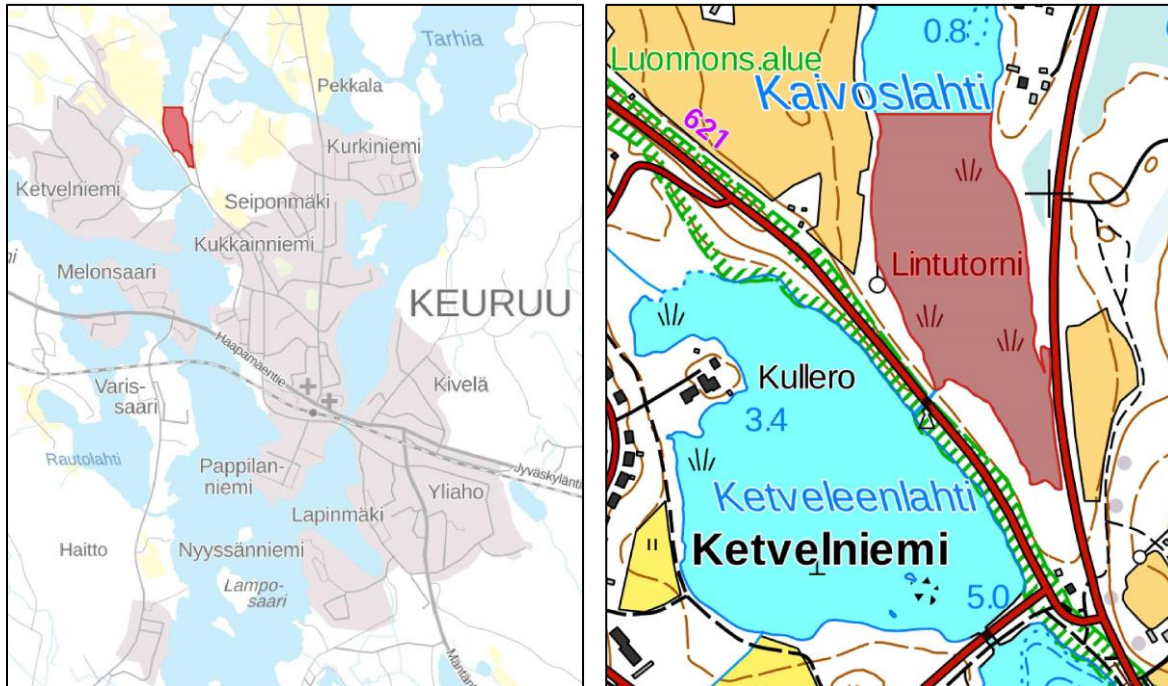 Tarhia
Pekkala
Kurkiniemi
Ketvelniemi
Seiponmäki
Kukkainniemi
Melonsaari
KEURUU
Haapamäentie
Varis-
saari
Kivelä
Rautolahti
Pappilan-
niemi
Jyväskyläntie
Yliaho
Lapinmäki
Haitto
Nyyssänniemi
Lampo-
saari
0.8
Luonnons.alue
Kaivoslahti
621
Lintutorni
Kullero
3.4
Ketveleenlahti
Ketvelniemi
5.0